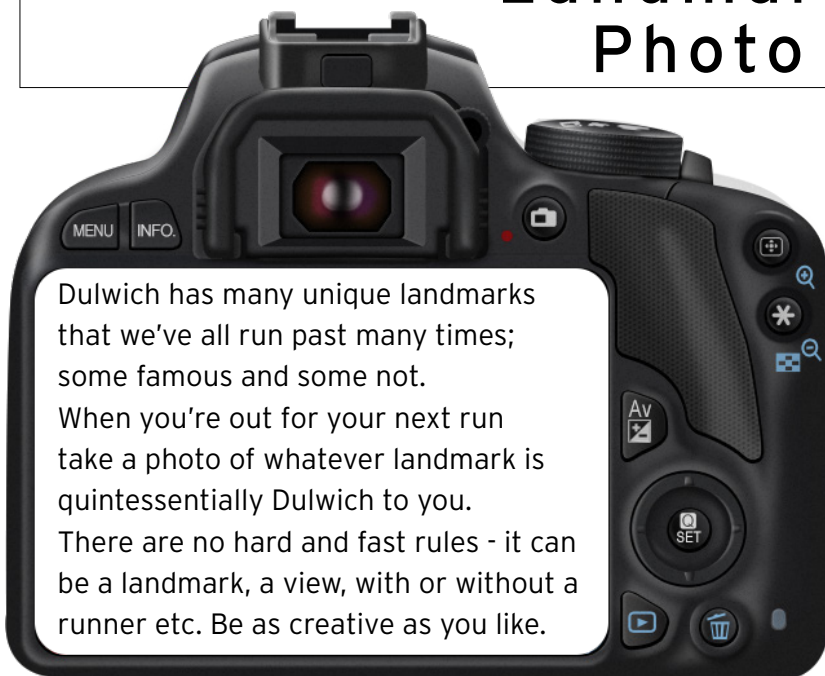 Photo
MENU INFO.
Dulwich has many unique landmarks
that we've all run past many times;
some famous and some not.
When you're out for your next run
take a photo of whatever landmark is
quintessentially Dulwich to you.
There are no hard and fast rules - it can
be a landmark, a view, with or without a
runner etc. Be as creative as you like.
Av
Q
SET